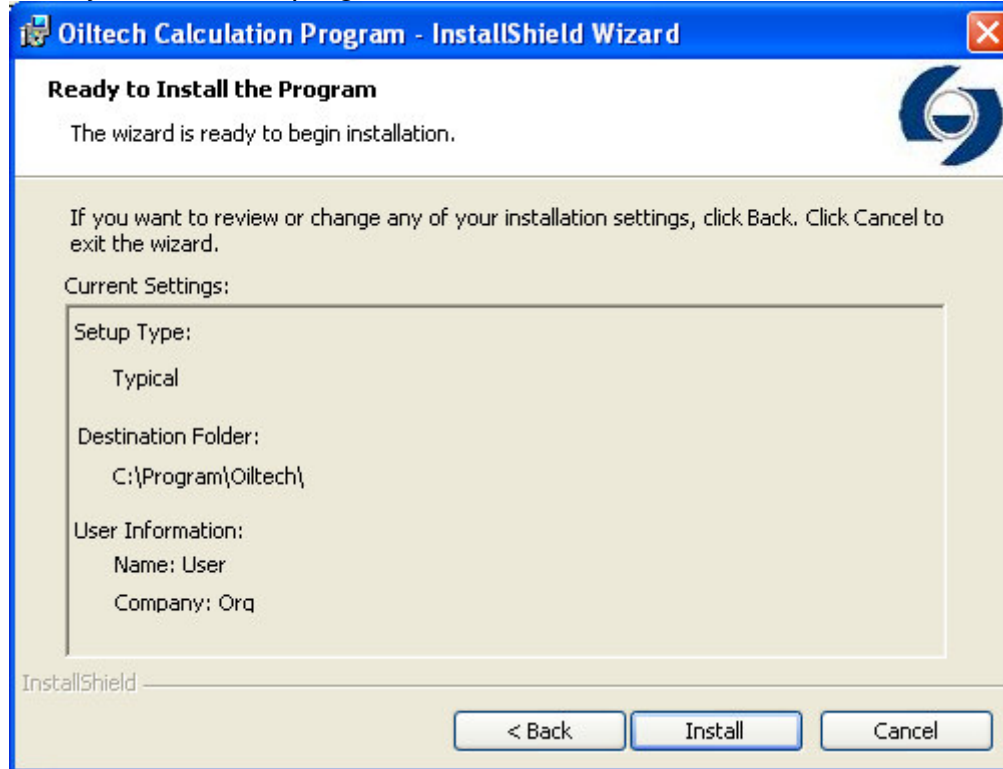 Oiltech Calculation Program - InstallShield Wizard
Ready to Install the Program
The wizard is ready to begin installation.
If you want to review or change any of your installation settings, click Back. Click Cancel to
exit the wizard.
Current Settings:
Setup Type:
Typical
Destination Folder:
C:\Program\Oiltech\
User Information:
Name: User
Company: Org
InstallShield
< Back
Install
Cancel